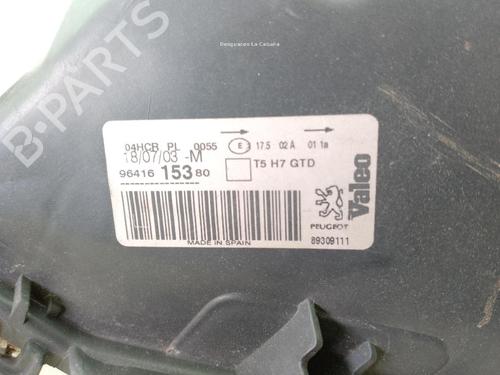 Desguaces La Cabaña
B-PARTS
04HCB PL 0055
E 17.5 02A 01 1a
18/07/03 -M
T5 H7 GTD
96416 153 80
MADE IN SPAIN
PEUGEOT
Valeo
89309111